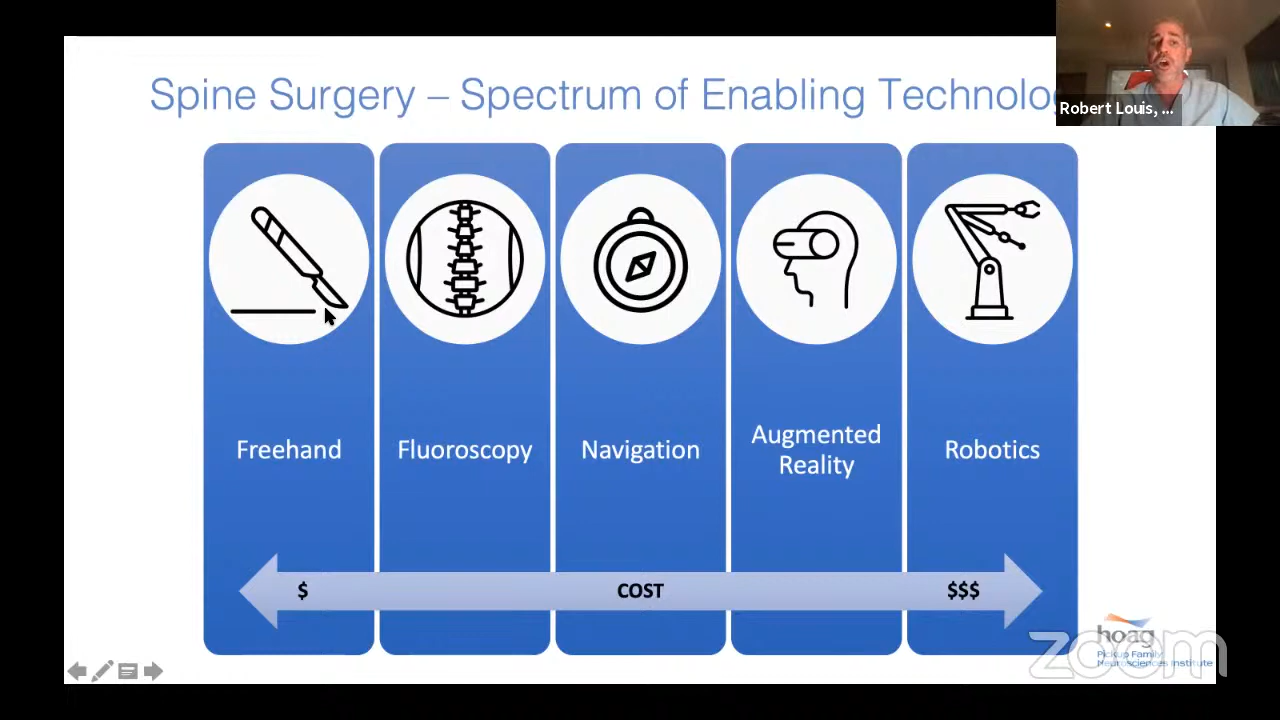 Spine Surgery – Spectrum of Enabling Technolog
Robert Louis, ...
Freehand
Fluoroscopy
Navigation
Augmented
Reality
Robotics
$
COST
$$$
hoag
Pickup Family
Neurosciences Institute
zoom